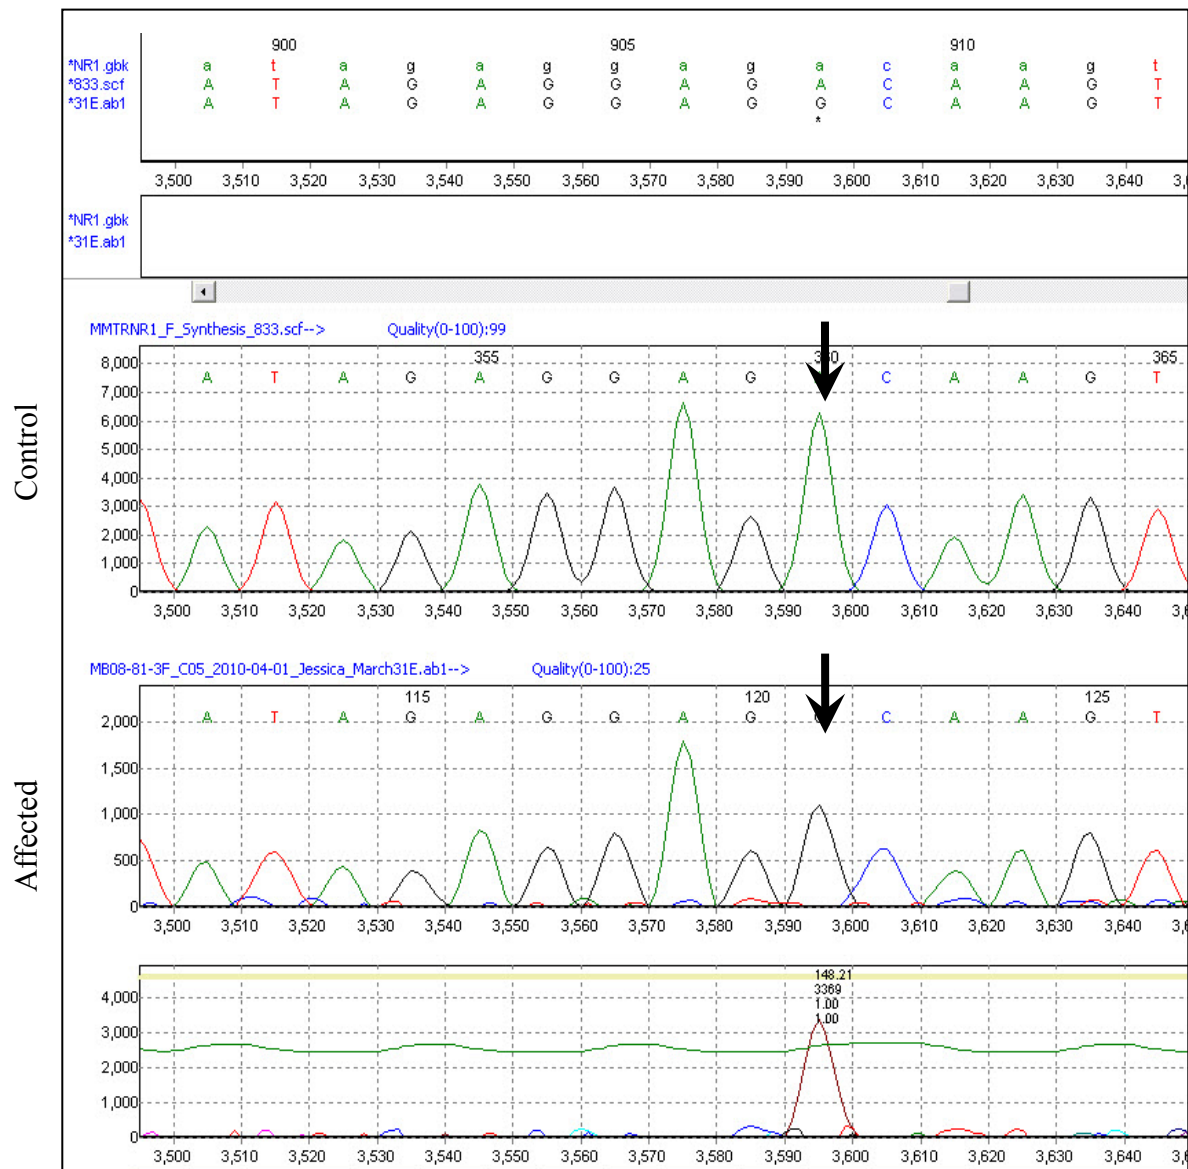 900 905 910
*NR1.gbk a t a g a g g a g a c a a g t
*833.scf A T A G A G G A G A C A A G T
*31E.ab1 A T A G A G G A G G C A A G T
*
3,500 3,510 3,520 3,530 3,540 3,550 3,560 3,570 3,580 3,590 3,600 3,610 3,620 3,630 3,640
*NR1.gbk
*31E.ab1
Control
MMTRNR1_F_Synthesis_833.scf--> Quality(0-100):99
355 360 365
A T A G A G G A G C A A G T
8,000
7,000
6,000
5,000
4,000
3,000
2,000
1,000
0
3,500 3,510 3,520 3,530 3,540 3,550 3,560 3,570 3,580 3,590 3,600 3,610 3,620 3,630 3,640
Affected
MB08-81-3F_C05_2010-04-01_Jessica_March31E.ab1--> Quality(0-100):25
115 120 125
A T A G A G G A G G C A A G T
2,000
1,500
1,000
500
0
3,500 3,510 3,520 3,530 3,540 3,550 3,560 3,570 3,580 3,590 3,600 3,610 3,620 3,630 3,640
148.21
3369
1.00
1.00
4,000
3,000
2,000
1,000
0
3,500 3,510 3,520 3,530 3,540 3,550 3,560 3,570 3,580 3,590 3,600 3,610 3,620 3,630 3,640